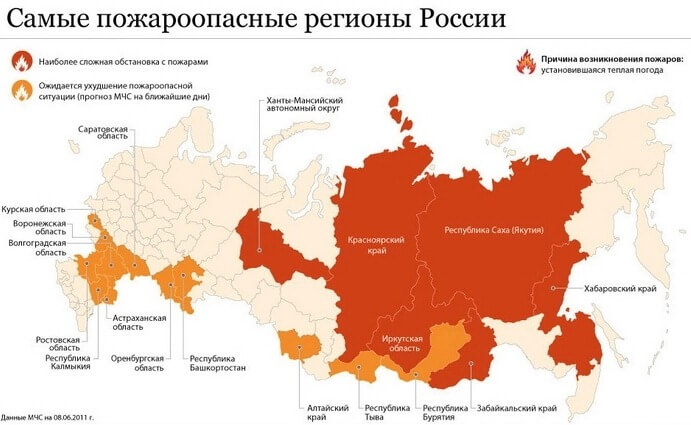 Самые пожароопасные регионы России
Наиболее сложная обстановка с пожарами
Ожидается ухудшение пожароопасной
ситуации (прогноз МЧС на ближайшие дни)
Причина возникновения пожаров:
установившаяся теплая погода
Ханты-Мансийский
автономный округ
Саратовская
область
Курская область
Воронежская
область
Волгоградская
область
Красноярский
край
Республика Саха (Якутия)
Хабаровский край
Иркутская
область
Астраханская
область
Ростовская
область
Республика
Калмыкия
Оренбургская
область
Республика
Башкортостан
Алтайский
край
Республика
Тыва
Республика
Бурятия
Забайкальский край
Данные МЧС на 08.06.2011 г.